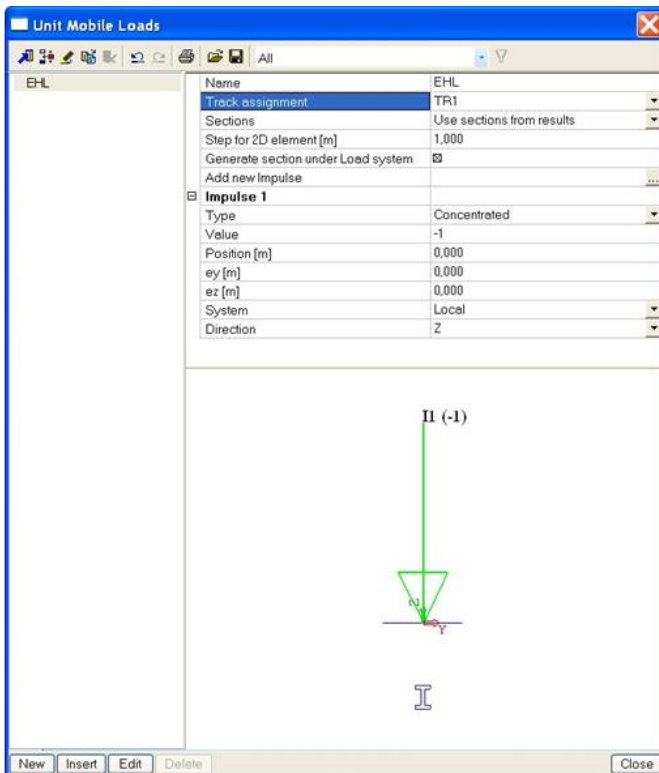 Unit Mobile Loads
All
EHL
Name EHL
Track assignment TR1
Sections Use sections from results
Step for 2D element [m] 1,000
Generate section under Load system
Add new Impulse ...
Impulse 1
Type Concentrated
Value -1
Position [m] 0,000
ey [m] 0,000
ez [m] 0,000
System Local
Direction Z
I1 (-1)
Z
Y
New Insert Edit Delete Close